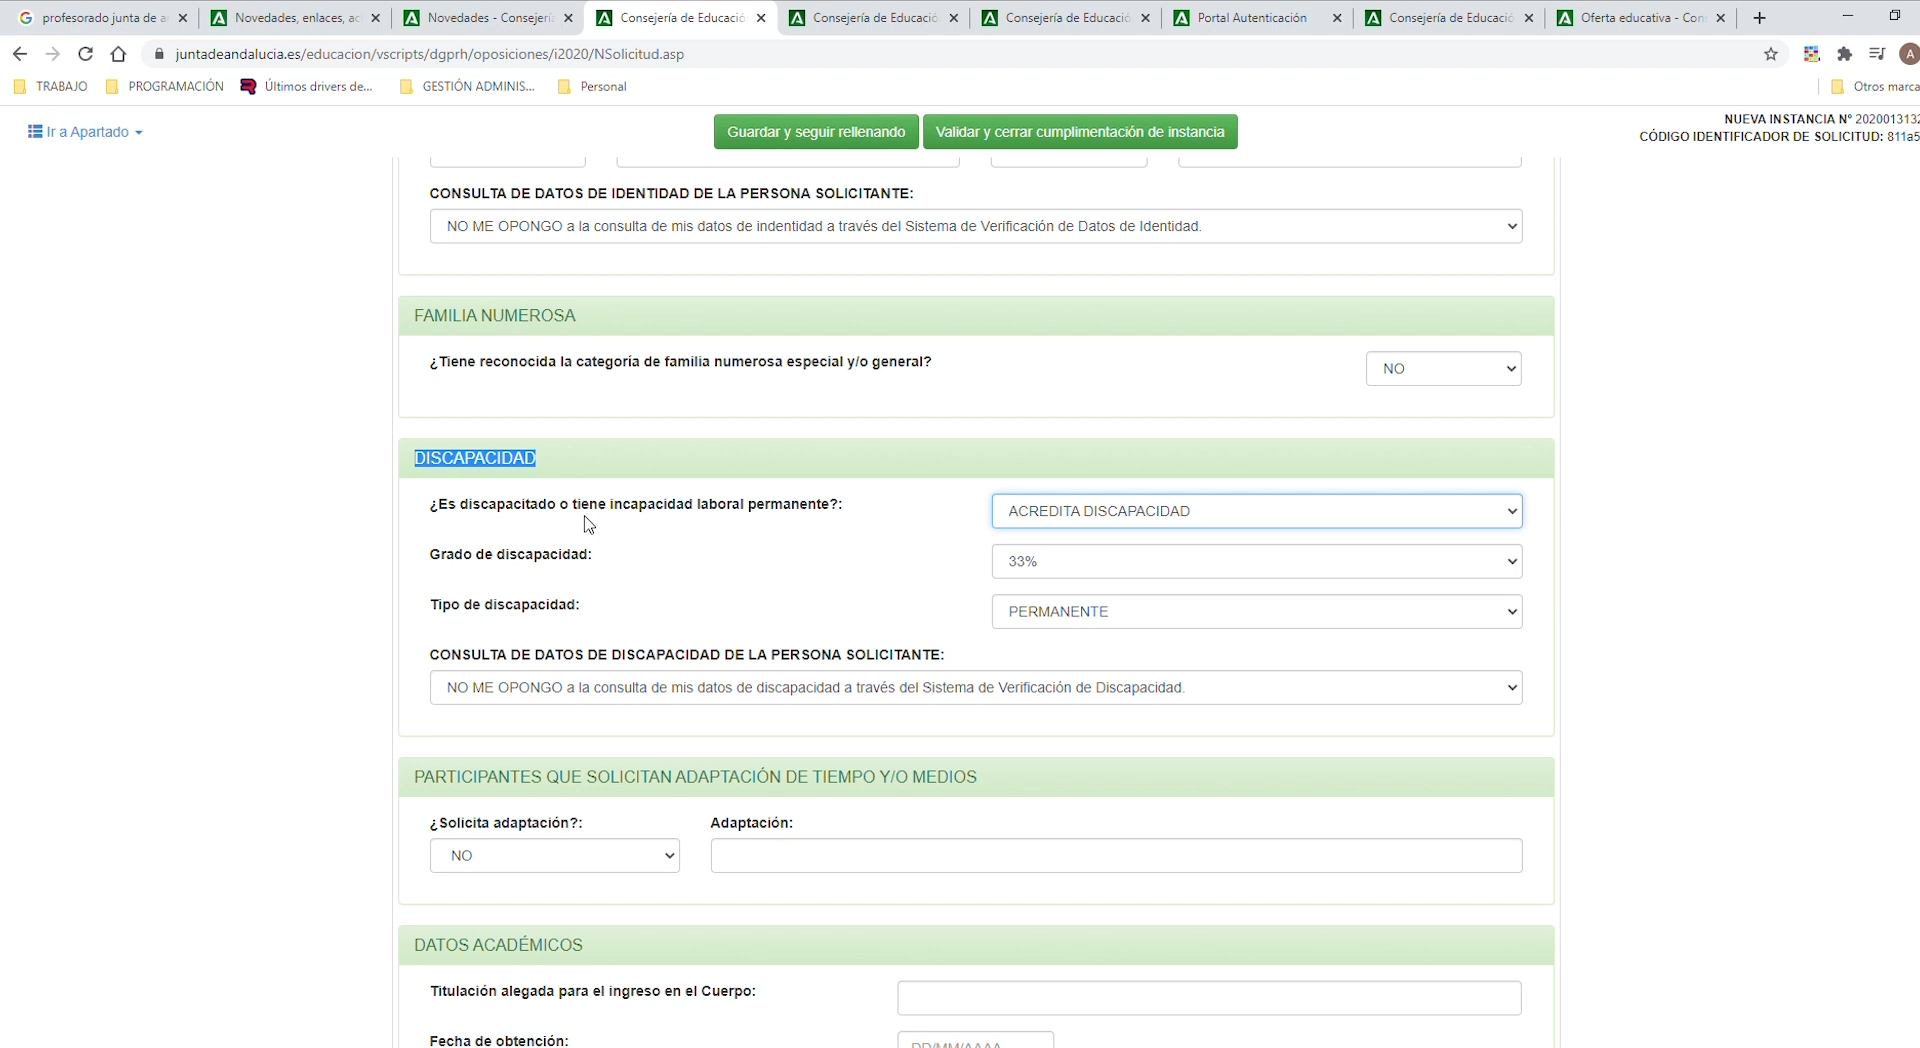 profesorado junta de a
Novedades, enlaces, ac
Novedades - Consejería
Consejería de Educació
Consejería de Educació
Consejería de Educació
Portal Autenticación
Consejería de Educació
Oferta educativa - Con
juntadeandalucia.es/educacion/vscripts/dgprh/oposiciones/i2020/NSolicitud.asp
A
TRABAJO
PROGRAMACIÓN
Últimos drivers de...
GESTIÓN ADMINIS...
Personal
Otros marca
Ir a Apartado
Guardar y seguir rellenando
Validar y cerrar cumplimentación de instancia
NUEVA INSTANCIA Nº 202001313
CÓDIGO IDENTIFICADOR DE SOLICITUD: 811a5
CONSULTA DE DATOS DE IDENTIDAD DE LA PERSONA SOLICITANTE:
NO ME OPONGO a la consulta de mis datos de indentidad a través del Sistema de Verificación de Datos de Identidad.
FAMILIA NUMEROSA
¿Tiene reconocida la categoría de familia numerosa especial y/o general?
NO
DISCAPACIDAD
¿Es discapacitado o tiene incapacidad laboral permanente?:
ACREDITA DISCAPACIDAD
Grado de discapacidad:
33%
Tipo de discapacidad:
PERMANENTE
CONSULTA DE DATOS DE DISCAPACIDAD DE LA PERSONA SOLICITANTE:
NO ME OPONGO a la consulta de mis datos de discapacidad a través del Sistema de Verificación de Discapacidad.
PARTICIPANTES QUE SOLICITAN ADAPTACIÓN DE TIEMPO Y/O MEDIOS
¿Solicita adaptación?:
Adaptación:
NO
DATOS ACADÉMICOS
Titulación alegada para el ingreso en el Cuerpo:
Fecha de obtención:
DD/MM/AAAA